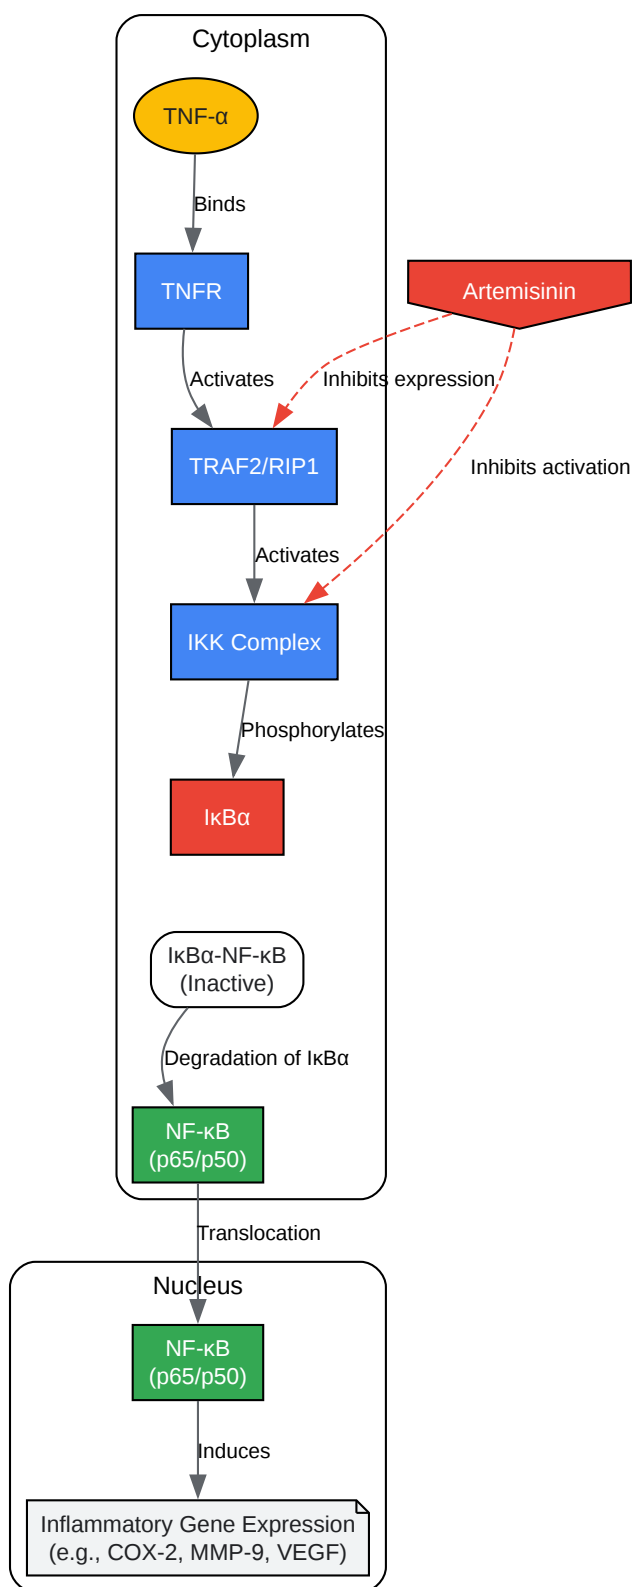 Cytoplasm
TNF-α
Binds
TNFR
Artemisinin
Activates
Inhibits expression
TRAF2/RIP1
Inhibits activation
Activates
IKK Complex
Phosphorylates
IκBα
IκBα-NF-κB
(Inactive)
Degradation of IκBα
NF-κB
(p65/p50)
Translocation
Nucleus
NF-κB
(p65/p50)
Induces
Inflammatory Gene Expression
(e.g., COX-2, MMP-9, VEGF)